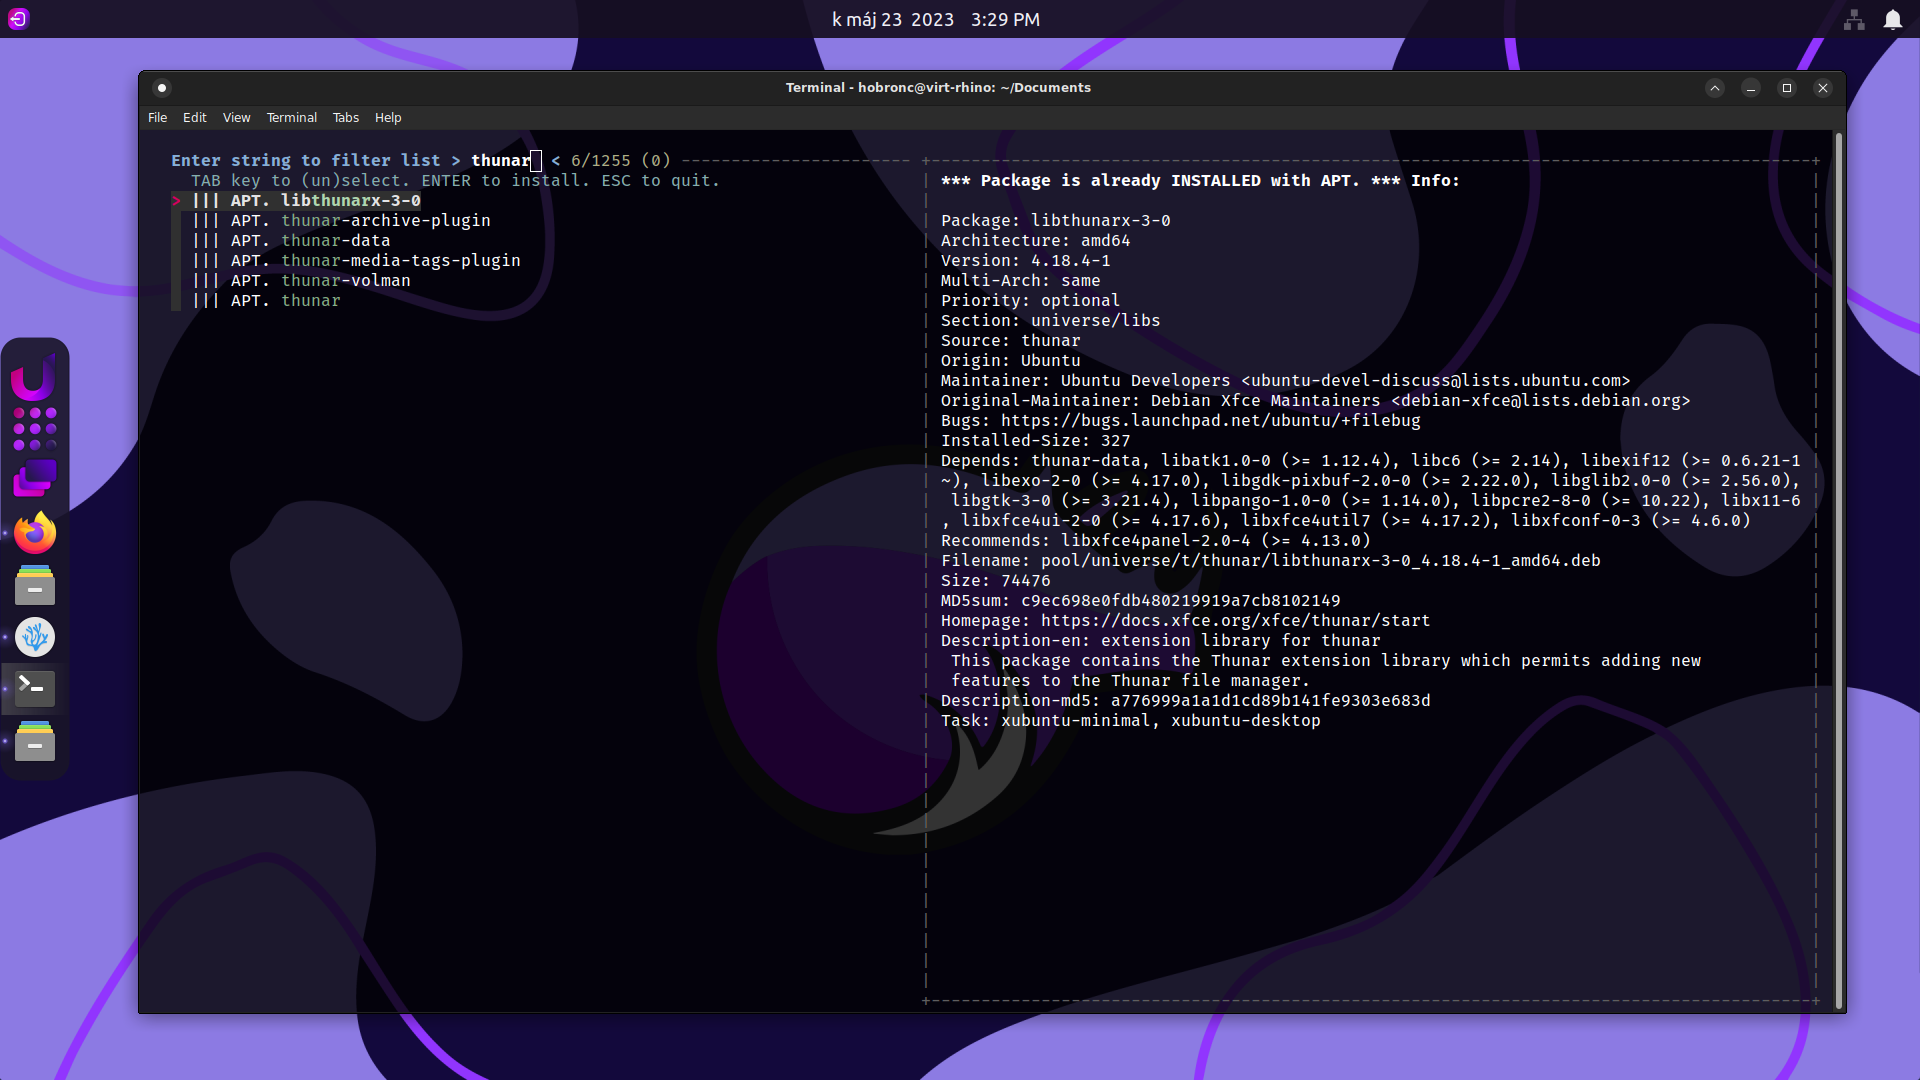 k máj 23  2023   3:29 PM
Terminal - hobronc@virt-rhino: ~/Documents
File Edit View Terminal Tabs Help
Enter string to filter list > thunar < 6/1255 (0)
TAB key to (un)select. ENTER to install. ESC to quit.
> ||| APT. libthunarx-3-0
||| APT. thunar-archive-plugin
||| APT. thunar-data
||| APT. thunar-media-tags-plugin
||| APT. thunar-volman
||| APT. thunar
*** Package is already INSTALLED with APT. *** Info:
Package: libthunarx-3-0
Architecture: amd64
Version: 4.18.4-1
Multi-Arch: same
Priority: optional
Section: universe/libs
Source: thunar
Origin: Ubuntu
Maintainer: Ubuntu Developers <ubuntu-devel-discuss@lists.ubuntu.com>
Original-Maintainer: Debian Xfce Maintainers <debian-xfce@lists.debian.org>
Bugs: https://bugs.launchpad.net/ubuntu/+filebug
Installed-Size: 327
Depends: thunar-data, libatk1.0-0 (>= 1.12.4), libc6 (>= 2.14), libexif12 (>= 0.6.21-1
~), libexo-2-0 (>= 4.17.0), libgdk-pixbuf-2.0-0 (>= 2.22.0), libglib2.0-0 (>= 2.56.0),
libgtk-3-0 (>= 3.21.4), libpango-1.0-0 (>= 1.14.0), libpcre2-8-0 (>= 10.22), libx11-6
, libxfce4ui-2-0 (>= 4.17.6), libxfce4util7 (>= 4.17.2), libxfconf-0-3 (>= 4.6.0)
Recommends: libxfce4panel-2.0-4 (>= 4.13.0)
Filename: pool/universe/t/thunar/libthunarx-3-0_4.18.4-1_amd64.deb
Size: 74476
MD5sum: c9ec698e0fdb480219919a7cb8102149
Homepage: https://docs.xfce.org/xfce/thunar/start
Description-en: extension library for thunar
This package contains the Thunar extension library which permits adding new
features to the Thunar file manager.
Description-md5: a776999a1a1d1cd89b141fe9303e683d
Task: xubuntu-minimal, xubuntu-desktop